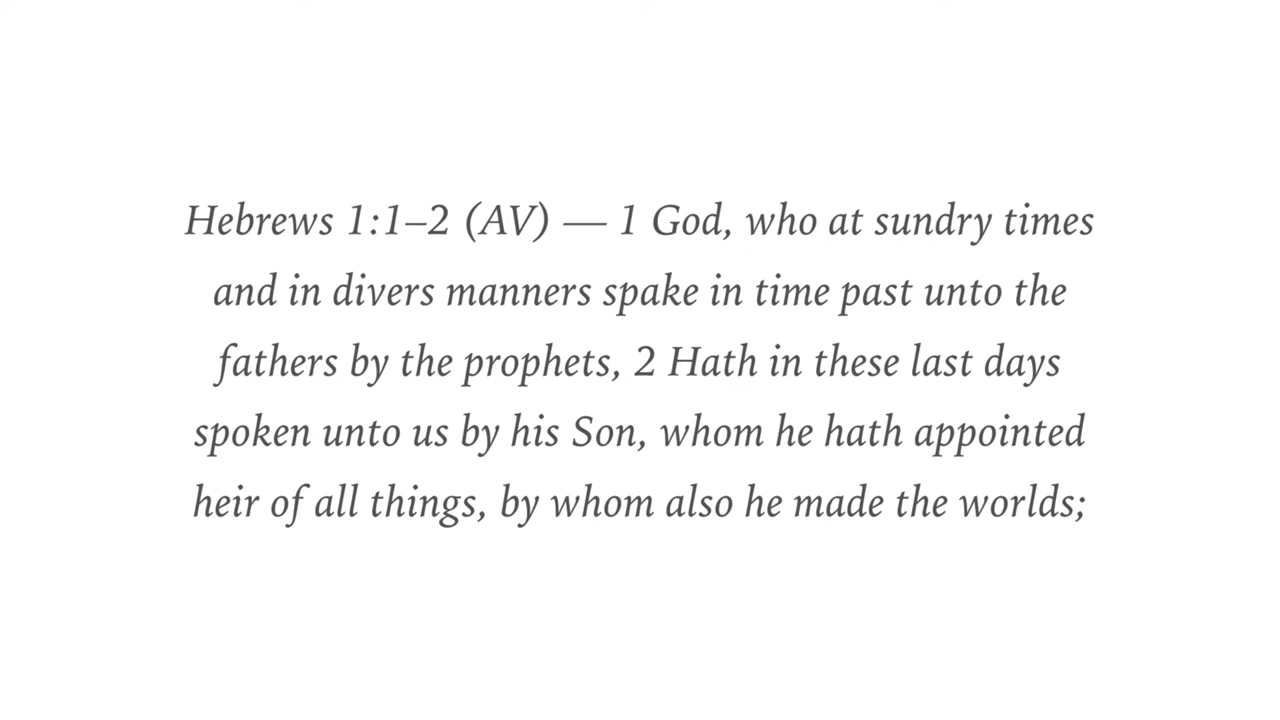 Hebrews 1:1–2 (AV) — 1 God, who at sundry times
and in divers manners spake in time past unto the
fathers by the prophets, 2 Hath in these last days
spoken unto us by his Son, whom he hath appointed
heir of all things, by whom also he made the worlds;